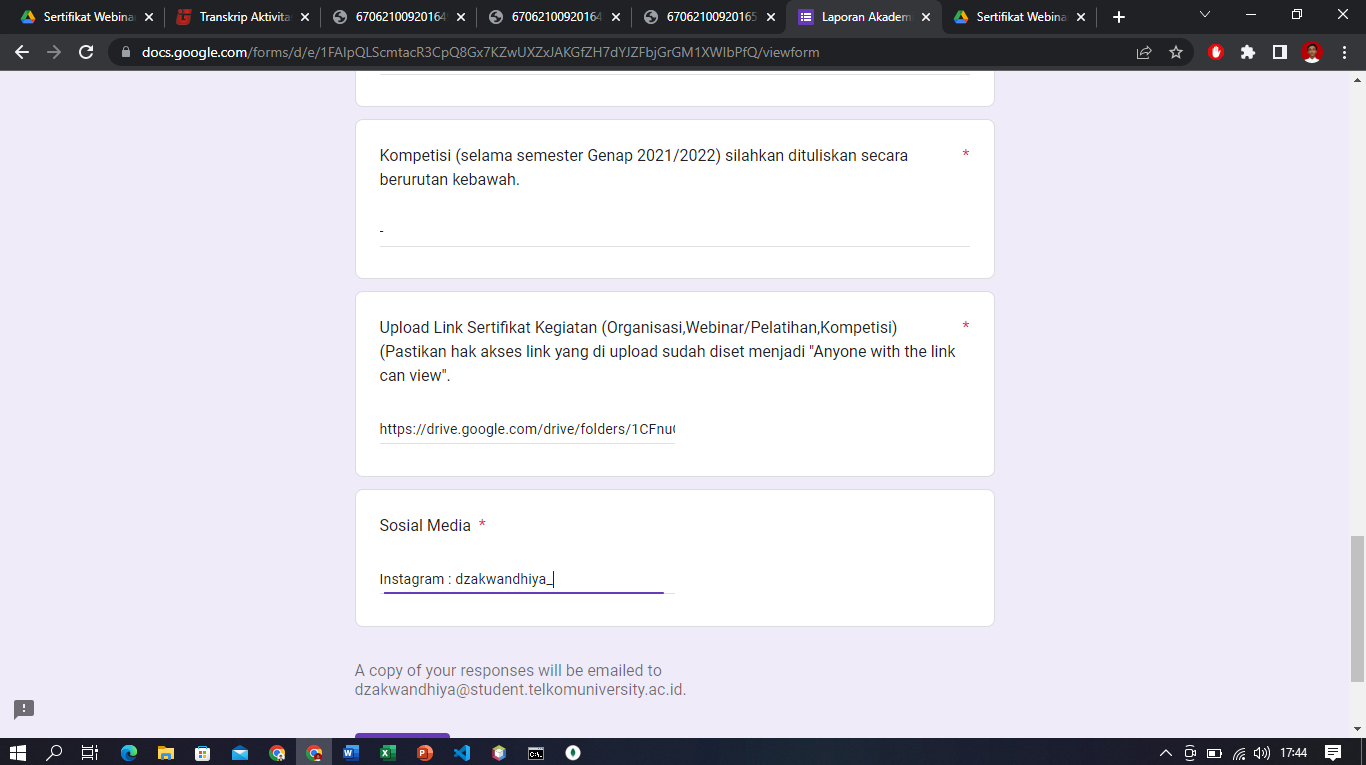 Sertifikat Webina
Transkrip Aktivita
67062100920164
67062100920164
67062100920165
Laporan Akadem
Sertifikat Webina
docs.google.com/forms/d/e/1FAIpQLScmtacR3CpQ8Gx7KZwUXZxJAKGfZH7dYJZFbjGrGM1XWIbPfQ/viewform
Kompetisi (selama semester Genap 2021/2022) silahkan dituliskan secara *
berurutan kebawah.
-
Upload Link Sertifikat Kegiatan (Organisasi,Webinar/Pelatihan,Kompetisi) *
(Pastikan hak akses link yang di upload sudah diset menjadi "Anyone with the link
can view".
https://drive.google.com/drive/folders/1CFnu
Sosial Media *
Instagram : dzakwandhiya_
A copy of your responses will be emailed to
dzakwandhiya@student.telkomuniversity.ac.id.
17:44